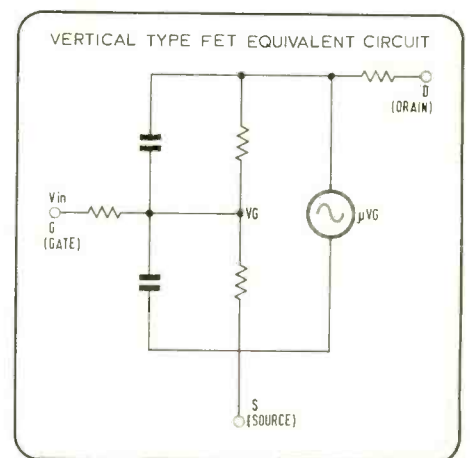 VERTICAL TYPE FET EQUIVALENT CIRCUIT
D
(DRAIN)
Vin
G
(GATE)
VG
μVG
S
(SOURCE)